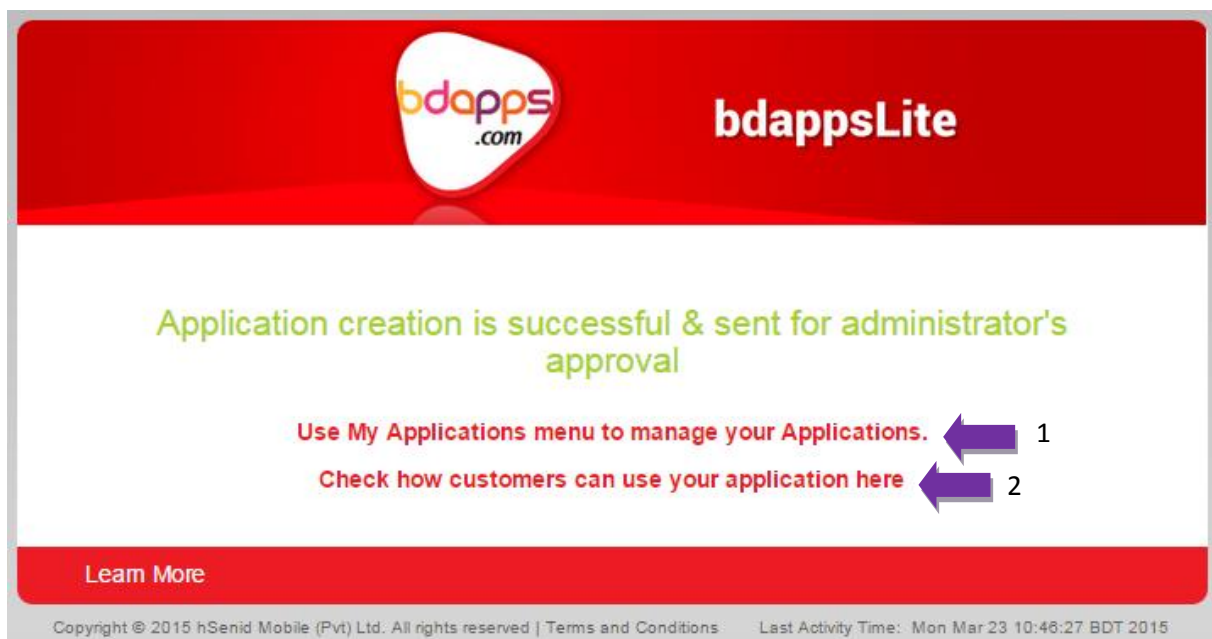 bdapps
.com
bdappsLite
Application creation is successful & sent for administrator's
approval
Use My Applications menu to manage your Applications.
1
Check how customers can use your application here
2
Learn More
Copyright © 2015 hSenid Mobile (Pvt) Ltd. All rights reserved | Terms and Conditions Last Activity Time: Mon Mar 23 10:46:27 BDT 2015